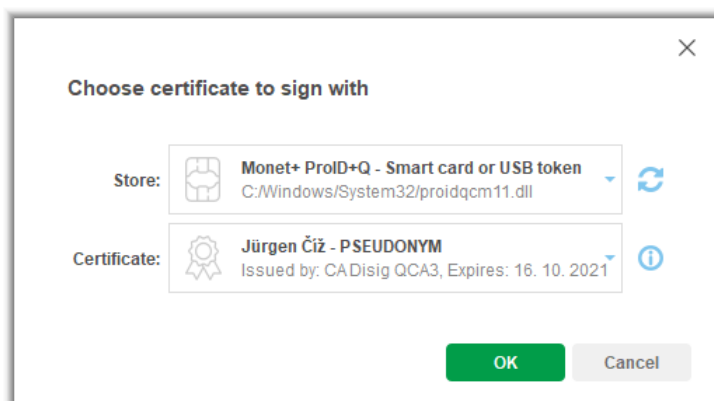 Choose certificate to sign with
Store:
Monet+ ProID+Q - Smart card or USB token
C:/Windows/System32/proidqcm11.dll
Certificate:
Jürgen Číž - PSEUDONYM
Issued by: CA Disig QCA3, Expires: 16. 10. 2021
OK
Cancel